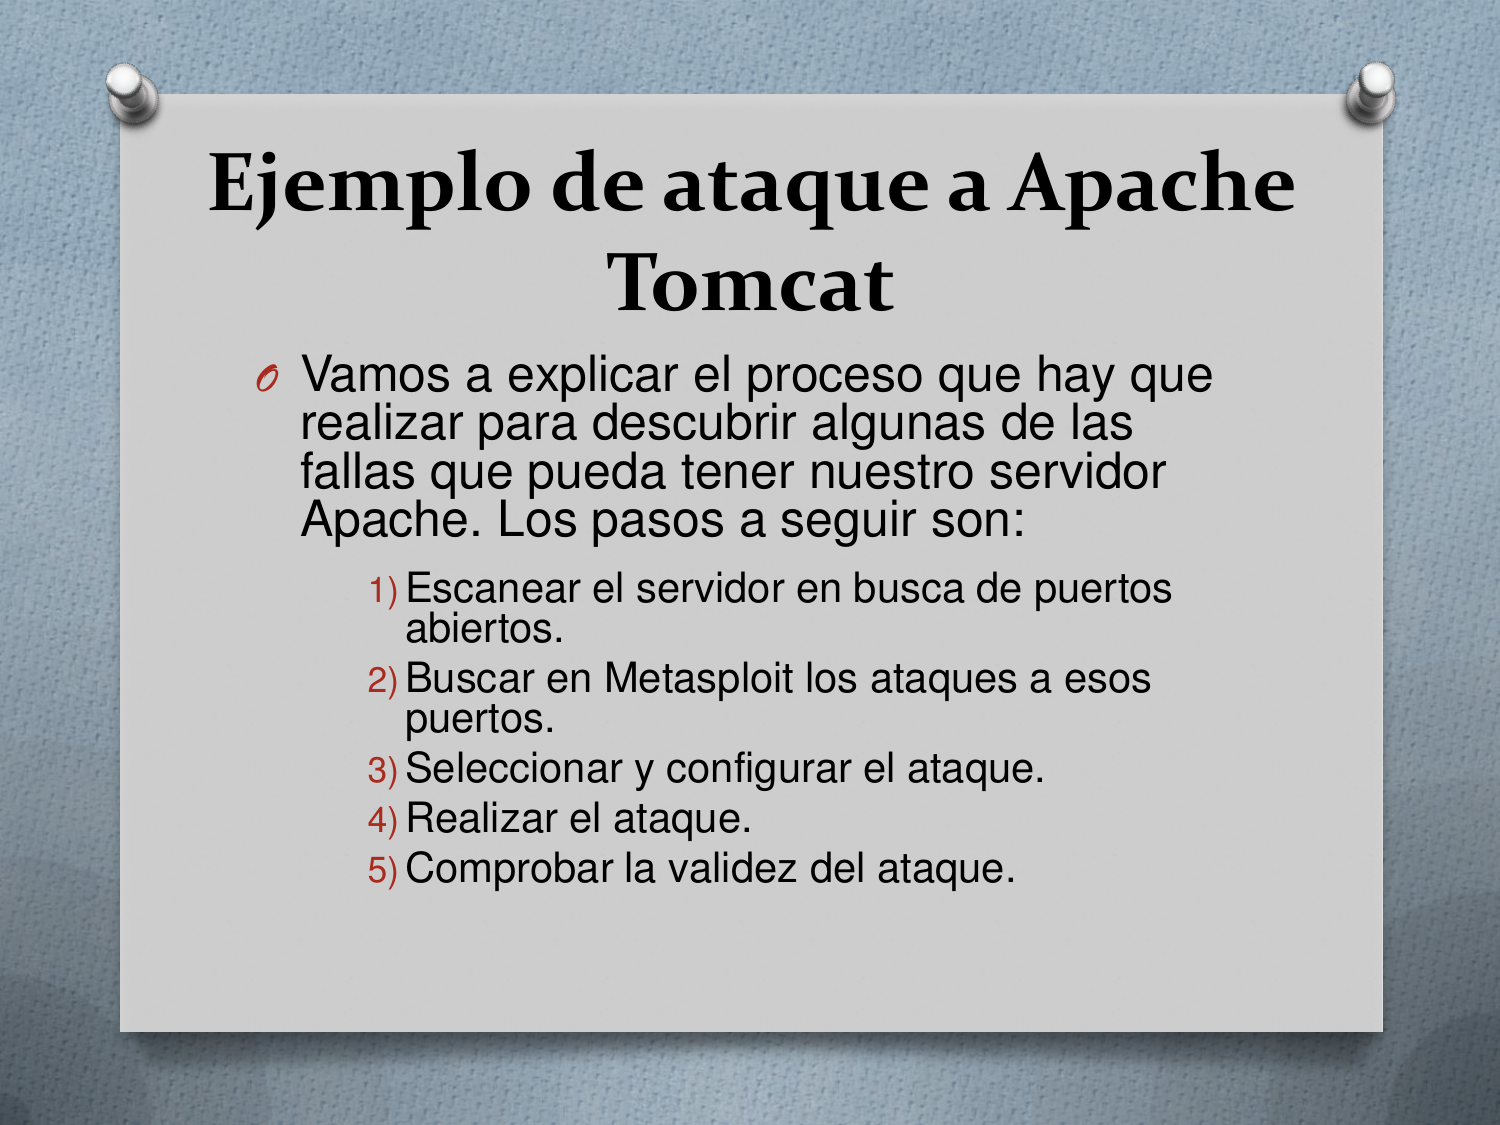 Ejemplo de ataque a Apache
Tomcat
Vamos a explicar el proceso que hay que
realizar para descubrir algunas de las
fallas que pueda tener nuestro servidor
Apache. Los pasos a seguir son:
1) Escanear el servidor en busca de puertos
abiertos.
2) Buscar en Metasploit los ataques a esos
puertos.
3) Seleccionar y configurar el ataque.
4) Realizar el ataque.
5) Comprobar la validez del ataque.